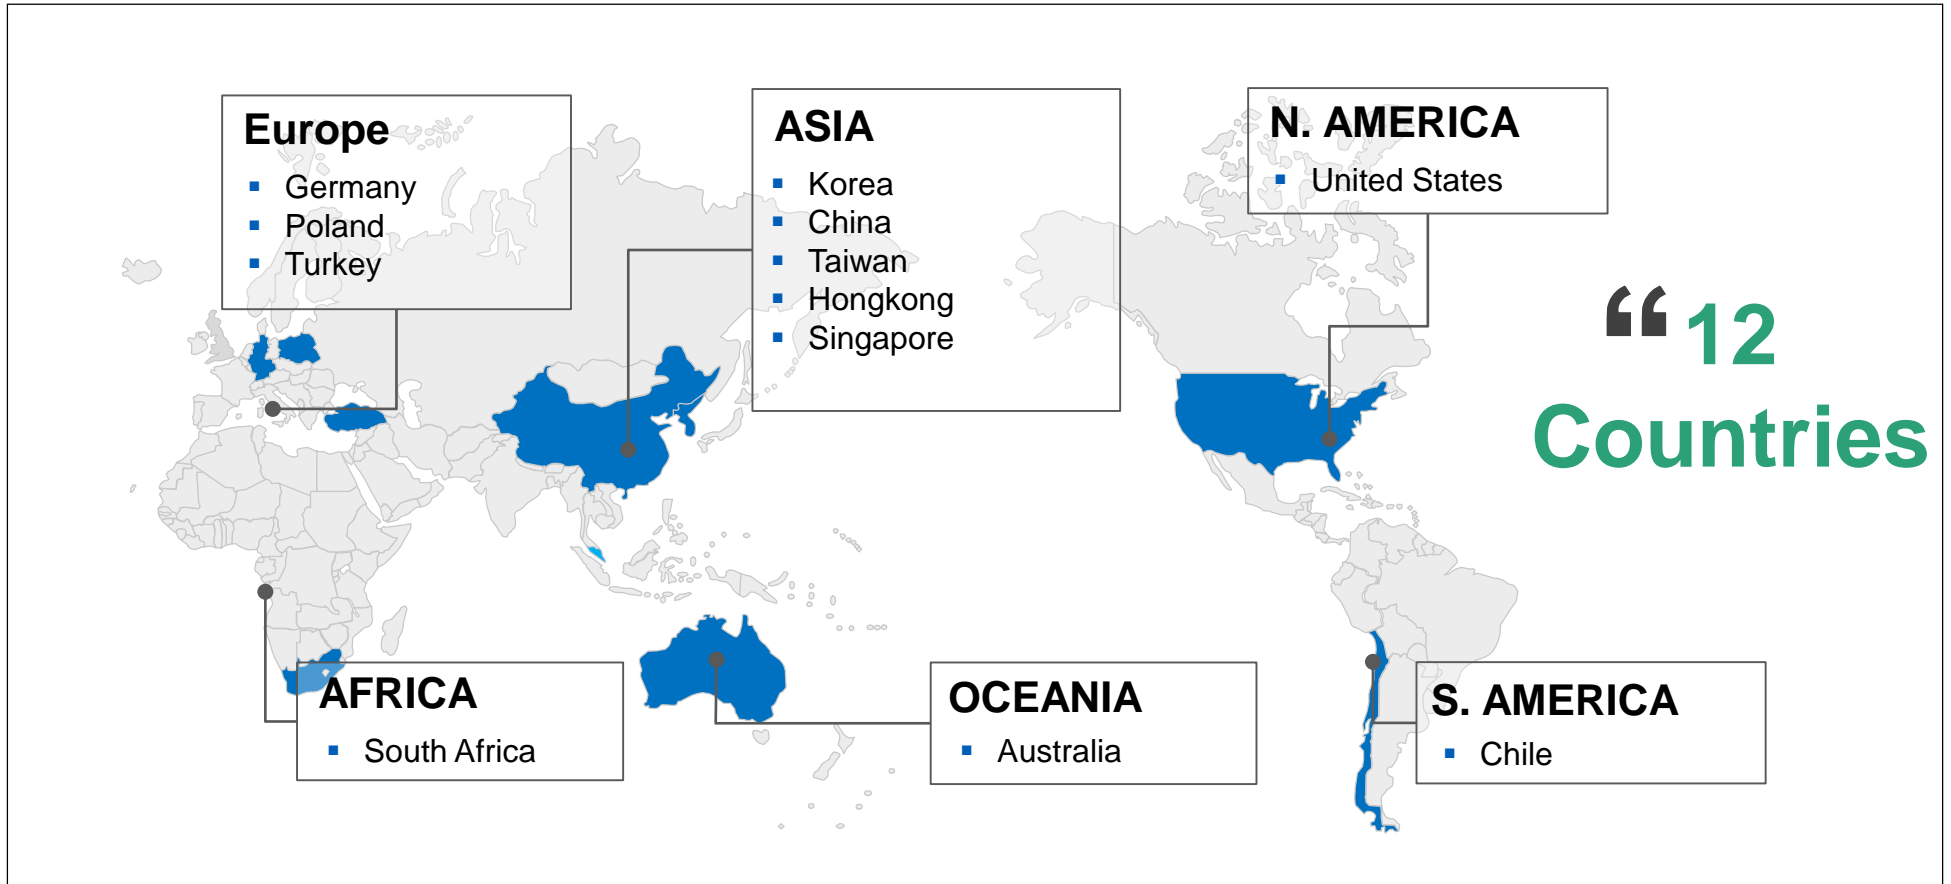 Europe
▪ Germany
▪ Poland
▪ Turkey
ASIA
▪ Korea
▪ China
▪ Taiwan
▪ Hongkong
▪ Singapore
N. AMERICA
▪ United States
“ 12
Countries
AFRICA
▪ South Africa
OCEANIA
▪ Australia
S. AMERICA
▪ Chile